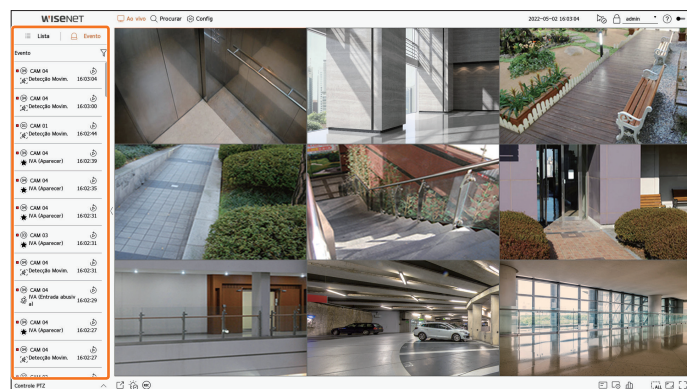 WISENET
Ao vivo Procurar Config
2022-05-02 16:03:04 admin
Lista Evento
Evento
CAM 04
Detecção Movim. 16:03:04
CAM 04
Detecção Movim. 16:03:00
CAM 01
Detecção Movim. 16:02:44
CAM 04
IVA (Aparecer) 16:02:39
CAM 04
IVA (Aparecer) 16:02:35
CAM 04
IVA (Aparecer) 16:02:31
CAM 03
IVA (Aparecer) 16:02:31
CAM 04
Detecção Movim. 16:02:31
CAM 04
IVA (Entrada abusiv
al 16:02:29
CAM 04
IVA (Aparecer) 16:02:27
CAM 04
Detecção Movim. 16:02:27
Controle PTZ
ALL